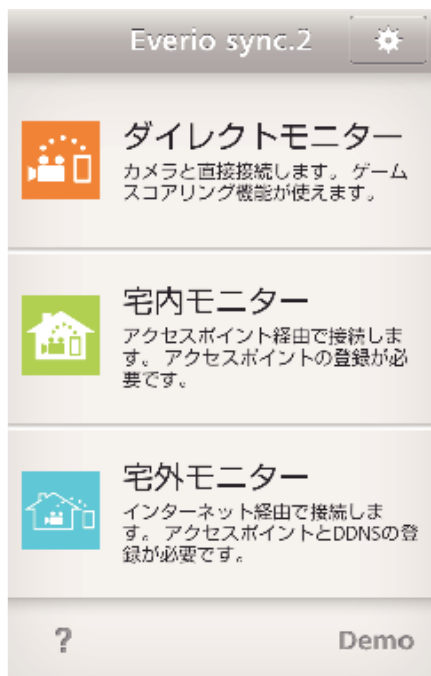 Everio sync.2
ダイレクトモニター
カメラと直接接続します。 ゲーム
スコアリング機能が使えます。
宅内モニター
アクセスポイント経由で接続しま
す。 アクセスポイントの登録が必
要です。
宅外モニター
インターネット経由で接続しま
す。 アクセスポイントとDDNSの登
録が必要です。
? Demo